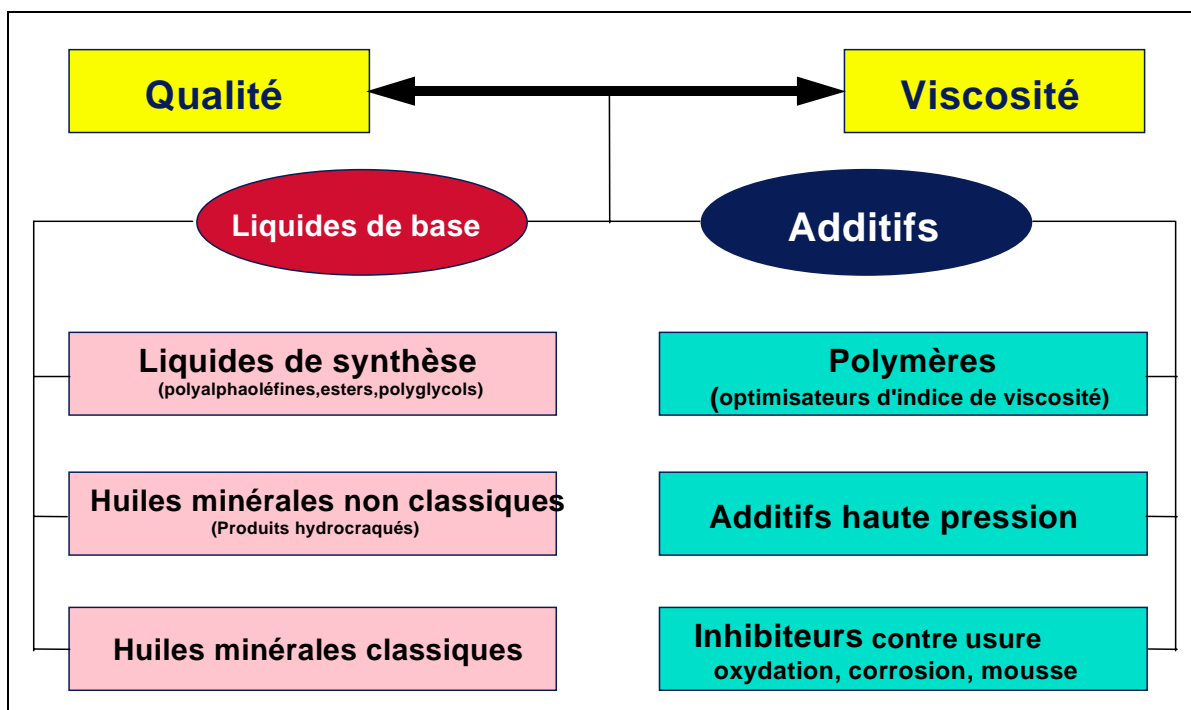 Qualité
Viscosité
Liquides de base
Additifs
Liquides de synthèse
(polyalphaoléfines,esters,polyglycols)
Polymères
(optimisateurs d'indice de viscosité)
Huiles minérales non classiques
(Produits hydrocraqués)
Additifs haute pression
Huiles minérales classiques
Inhibiteurs contre usure
oxydation, corrosion, mousse